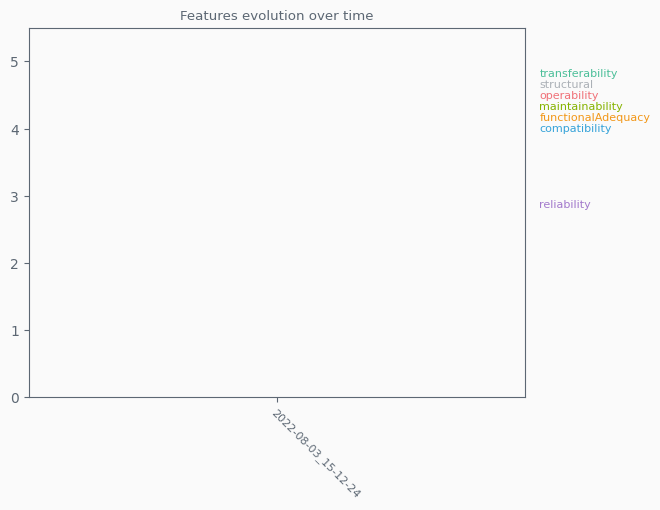 Features evolution over time
5
4
3
2
1
0
transferability
structural
operability
maintainability
functionalAdequacy
compatibility
reliability
2022-08-03_15-12-24